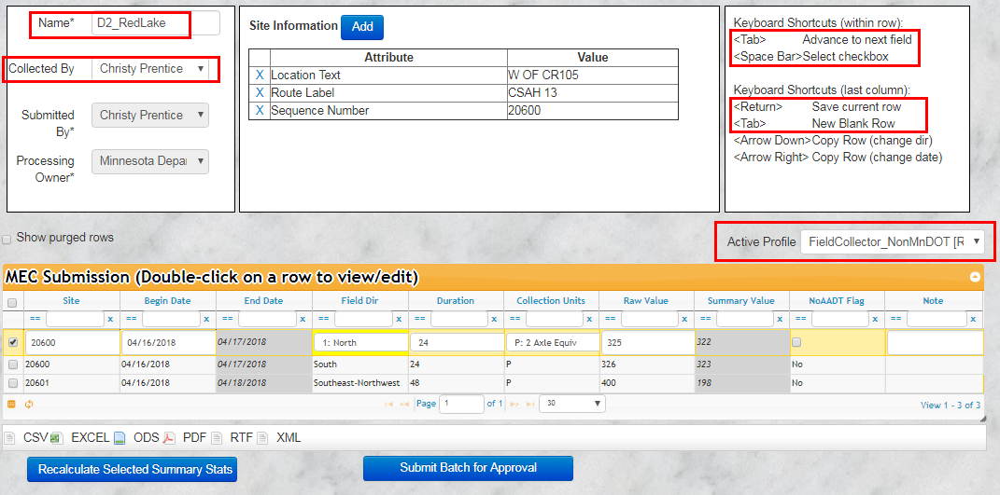 Name* D2_RedLake
Collected By Christy Prentice
Submitted By* Christy Prentice
Processing Owner* Minnesota Depar
Site Information Add
Attribute Value
X Location Text W OF CR105
X Route Label CSAH 13
X Sequence Number 20600
Keyboard Shortcuts (within row):
<Tab> Advance to next field
<Space Bar>Select checkbox
Keyboard Shortcuts (last column):
<Return> Save current row
<Tab> New Blank Row
<Arrow Down>Copy Row (change dir)
<Arrow Right> Copy Row (change date)
Show purged rows
Active Profile FieldCollector_NonMnDOT [R
MEC Submission (Double-click on a row to view/edit)
Site Begin Date End Date Field Dir Duration Collection Units Raw Value Summary Value NoAADT Flag Note
== x == x == x == x == x == x == x == x == x == x
20600 04/16/2018 04/17/2018 1: North 24 P: 2 Axle Equiv 325 322
20600 04/16/2018 04/17/2018 South 24 P 326 323 No
20601 04/16/2018 04/18/2018 Southeast-Northwest 48 P 400 198 No
Page 1 of 1 30 View 1 - 3 of 3
CSV EXCEL ODS PDF RTF XML
Recalculate Selected Summary Stats Submit Batch for Approval